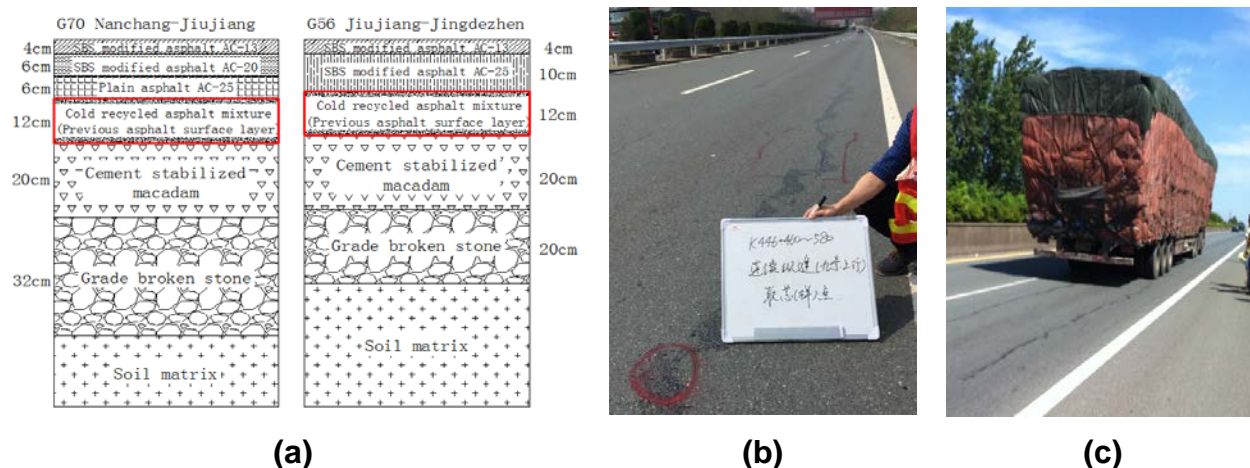 G70 Nanchang-Jiujiang
4cm
SBS modified asphalt AC-13
6cm
SBS modified asphalt AC-20
6cm
Plain asphalt AC-25
12cm
Cold recycled asphalt mixture
(Previous asphalt surface layer)
20cm
Cement stabilized
macadam
32cm
Grade broken stone
Soil matrix
G56 Jiujiang-Jingdezhen
SBS modified asphalt AC-13
4cm
SBS modified asphalt AC-25
10cm
Cold recycled asphalt mixture
(Previous asphalt surface layer)
12cm
Cement stabilized
macadam
20cm
Grade broken stone
20cm
Soil matrix
K446+460~580
取芯(样)点
(a)
(b)
(c)